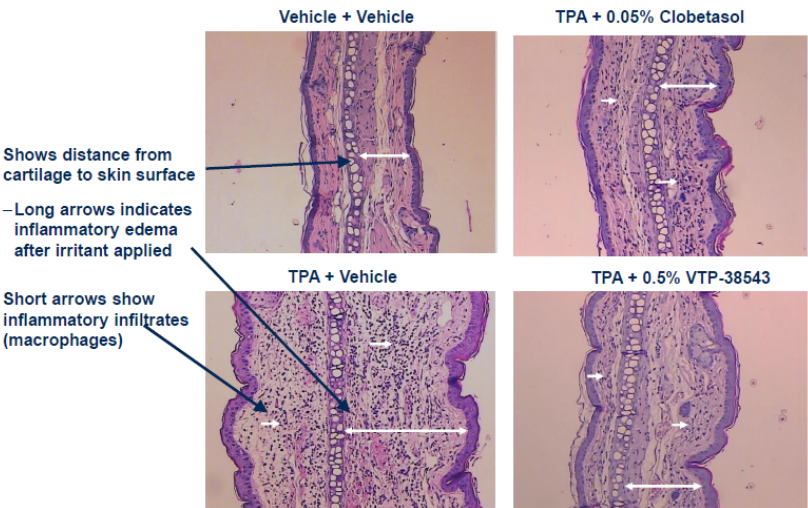 Vehicle + Vehicle
TPA + 0.05% Clobetasol
Shows distance from
cartilage to skin surface
–Long arrows indicates
inflammatory edema
after irritant applied
Short arrows show
inflammatory infiltrates
(macrophages)
TPA + Vehicle
TPA + 0.5% VTP-38543